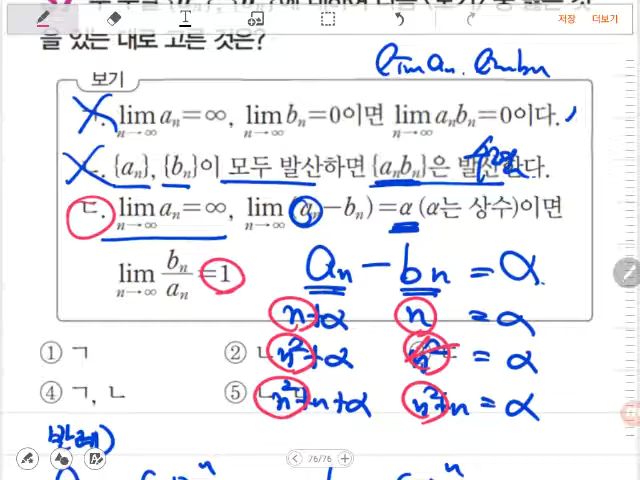 저장 더보기
을 있는 대로 고른 것은?
lim an. lim bn
보기
ㄱ. lim n→∞ aₙ=∞, lim n→∞ bₙ=0이면 lim n→∞ aₙbₙ=0이다.
ㄴ. {aₙ}, {bₙ}이 모두 발산하면 {aₙbₙ}은 발산한다.
ㄷ. lim n→∞ aₙ=∞, lim n→∞ (aₙ-bₙ)=α (α는 상수)이면
lim n→∞ bₙ/aₙ=1
an - bn = α
n+α n = α
n²+α n² = α
n²+n+α n²+n = α
① ㄱ ② ㄴ ③ ㄷ
④ ㄱ, ㄴ ⑤ ㄴ,
반례)
76/76